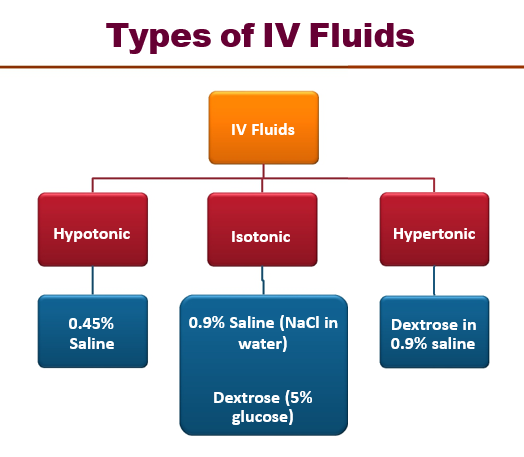 Types of IV Fluids
IV Fluids
Hypotonic
Isotonic
Hypertonic
0.45%
Saline
0.9% Saline (NaCl in
water)
Dextrose (5%
glucose)
Dextrose in
0.9% saline